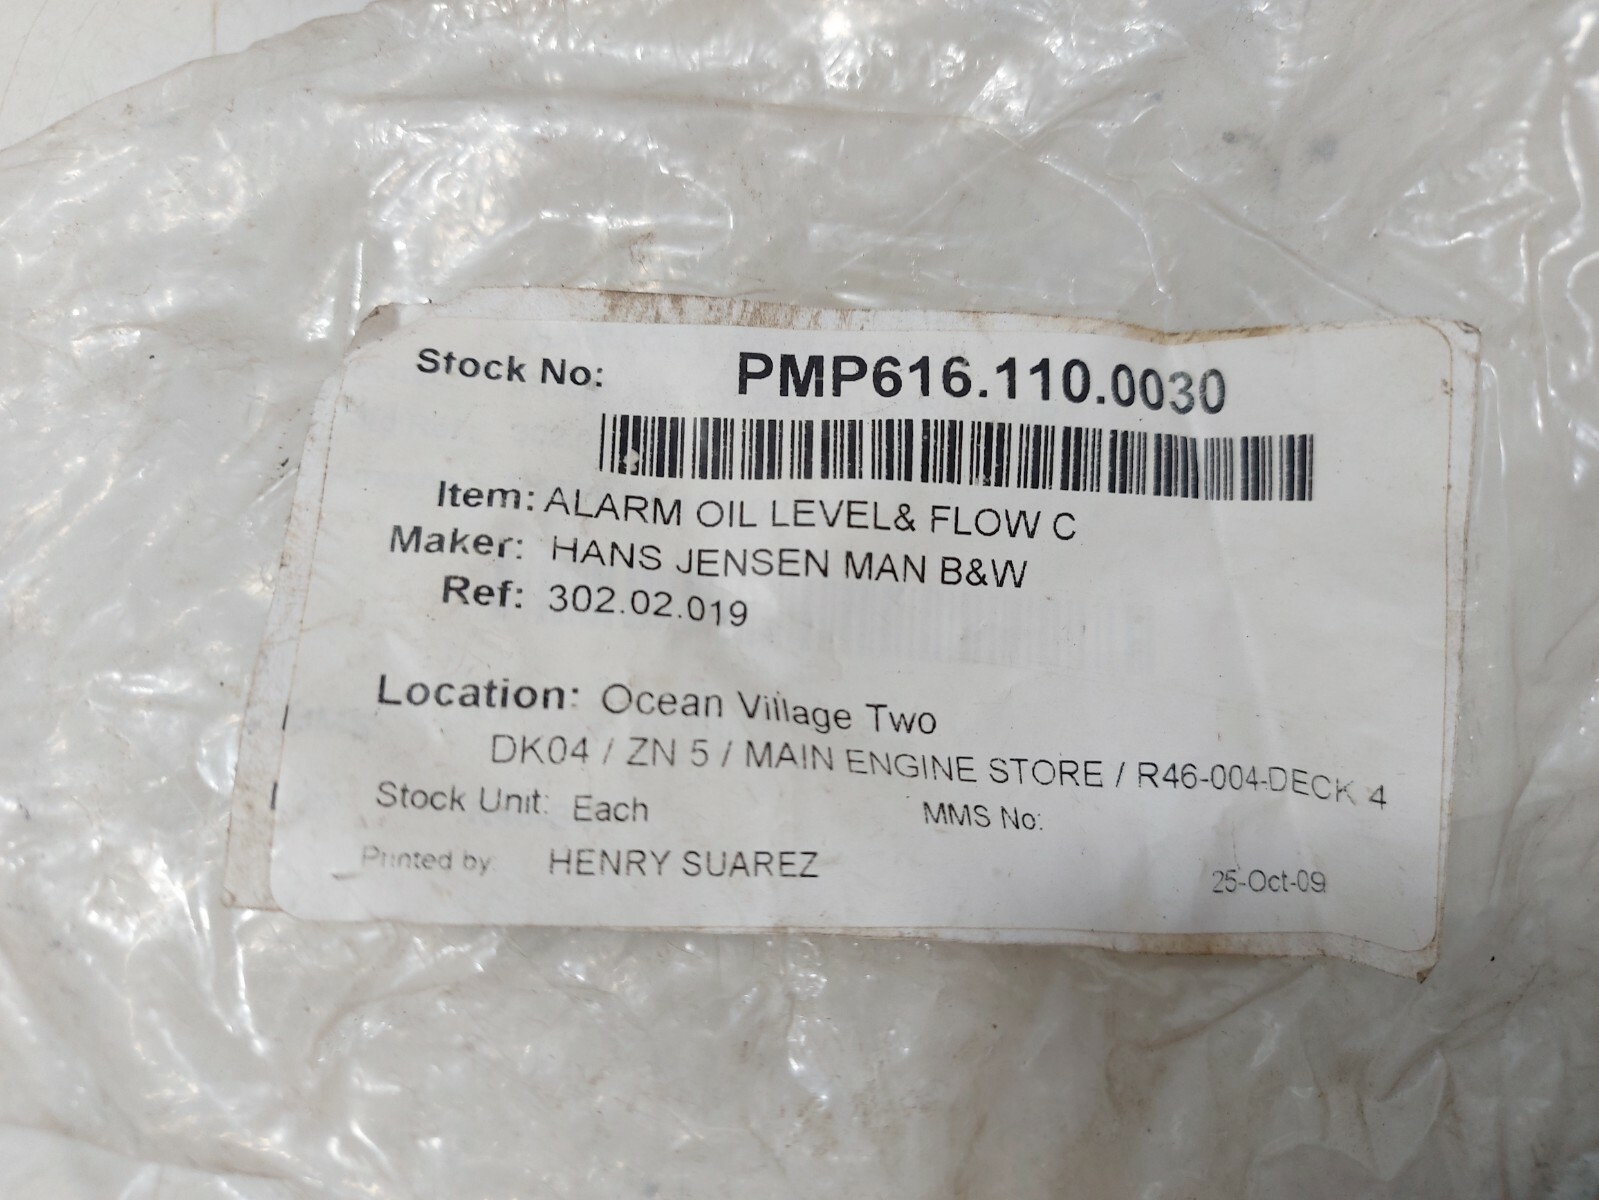 Stock No: PMP616.110.0030
Item: ALARM OIL LEVEL& FLOW C
Maker: HANS JENSEN MAN B&W
Ref: 302.02.019
Location: Ocean Village Two
DK04 / ZN 5 / MAIN ENGINE STORE / R46-004-DECK 4
Stock Unit: Each MMS No:
Printed by: HENRY SUAREZ 25-Oct-09